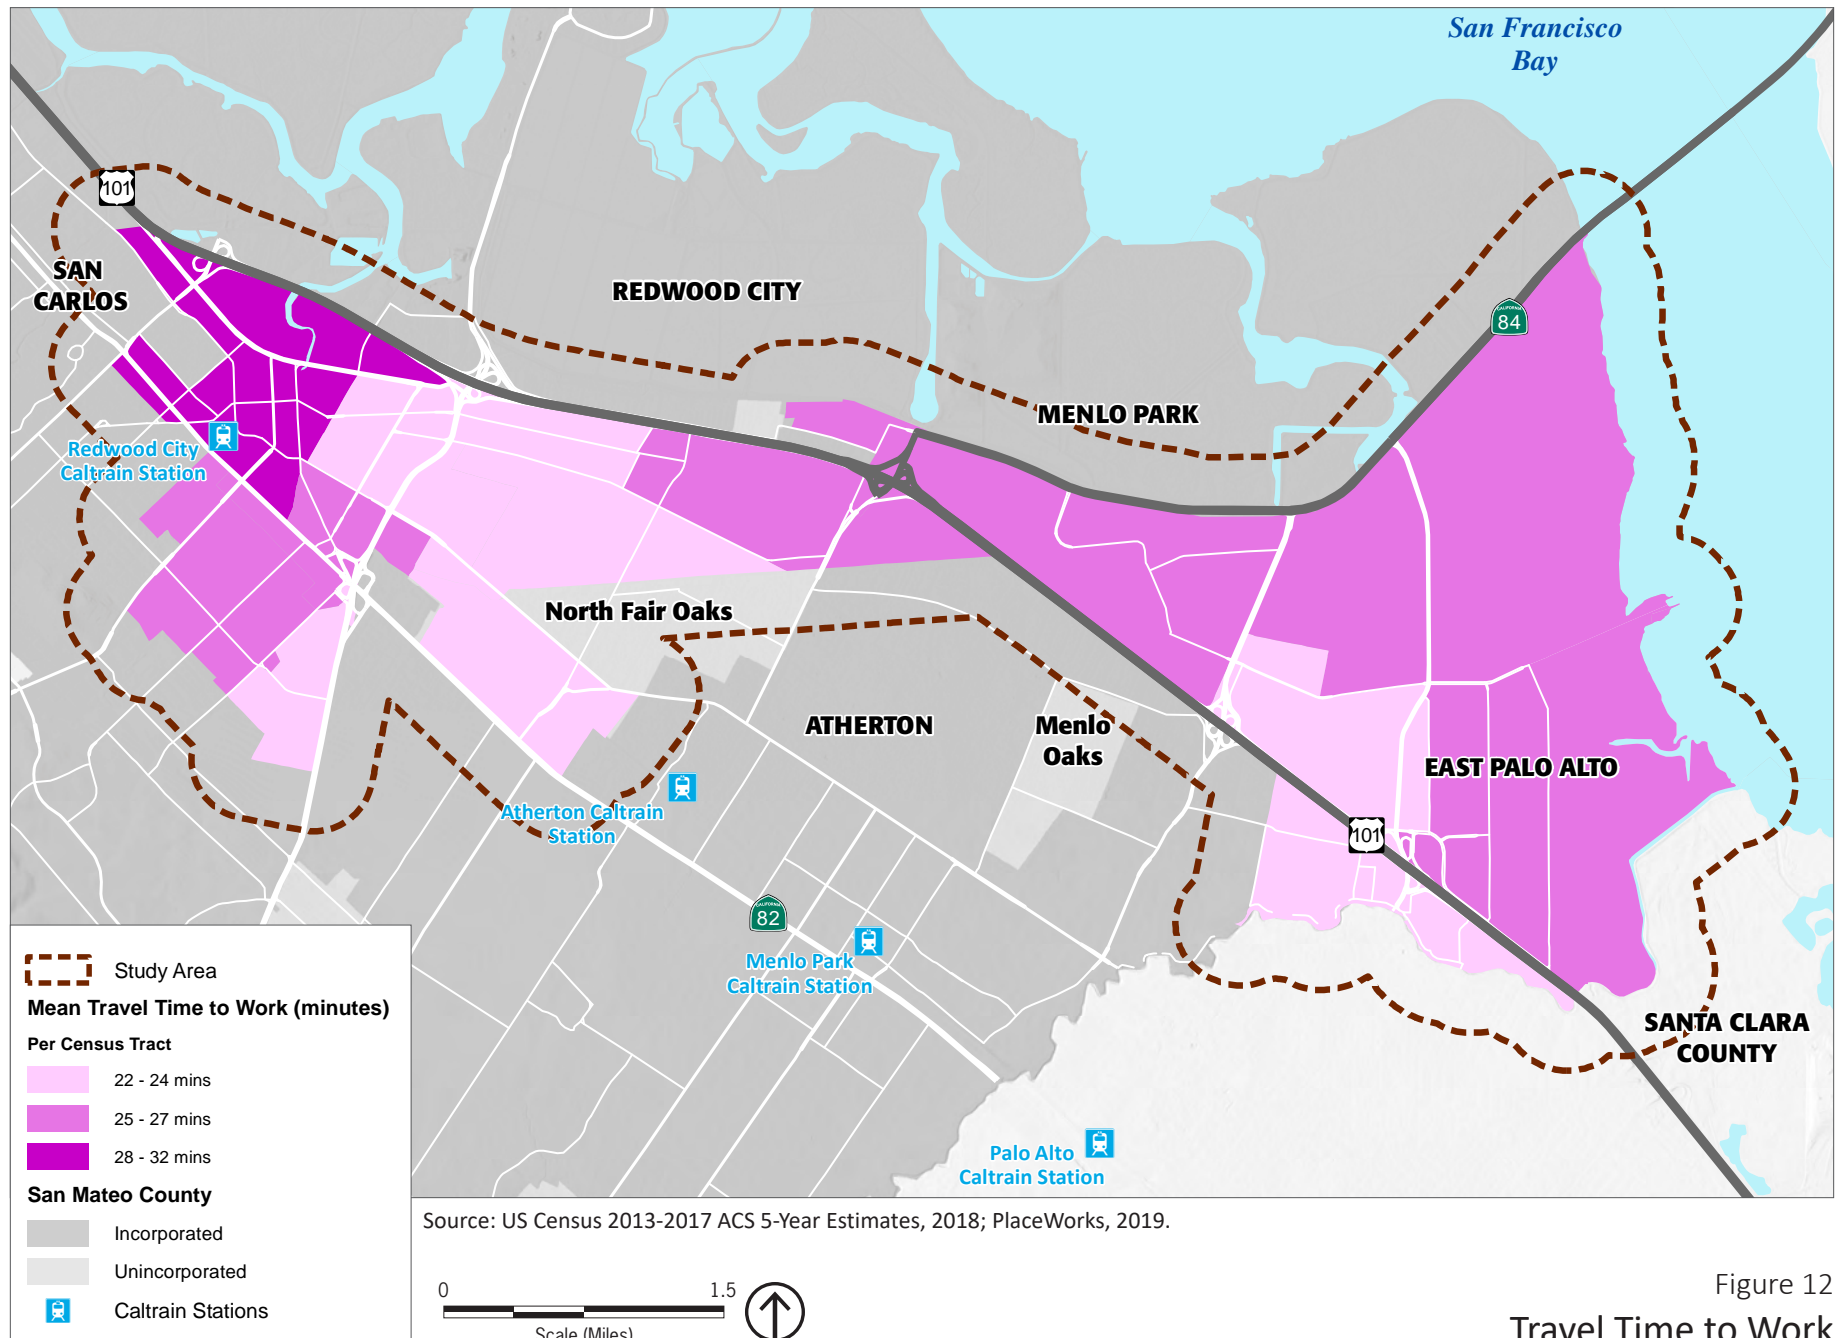 San Francisco
Bay
101
SAN
CARLOS
REDWOOD CITY
CALIFORNIA
84
MENLO PARK
Redwood City
Caltrain Station
North Fair Oaks
ATHERTON
Menlo
Oaks
EAST PALO ALTO
Atherton Caltrain
Station
101
CALIFORNIA
82
Menlo Park
Caltrain Station
SANTA CLARA
COUNTY
Palo Alto
Caltrain Station
Study Area
Mean Travel Time to Work (minutes)
Per Census Tract
22 - 24 mins
25 - 27 mins
28 - 32 mins
San Mateo County
Incorporated
Unincorporated
Caltrain Stations
Source: US Census 2013-2017 ACS 5-Year Estimates, 2018; PlaceWorks, 2019.
0 1.5
Scale (Miles)
Figure 12
Travel Time to Work